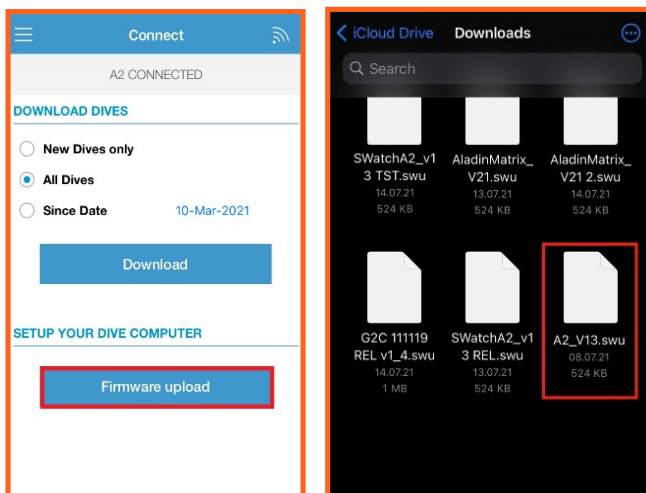 Connect
A2 CONNECTED
DOWNLOAD DIVES
New Dives only
All Dives
Since Date 10-Mar-2021
Download
SETUP YOUR DIVE COMPUTER
Firmware upload
iCloud Drive Downloads
Search
SWatchA2_v1
3 TST.swu
14.07.21
524 KB
AladinMatrix_
V21.swu
13.07.21
524 KB
AladinMatrix_
V21 2.swu
14.07.21
524 KB
G2C 111119
REL v1_4.swu
14.07.21
1 MB
SWatchA2_v1
3 REL.swu
13.07.21
524 KB
A2_V13.swu
08.07.21
524 KB